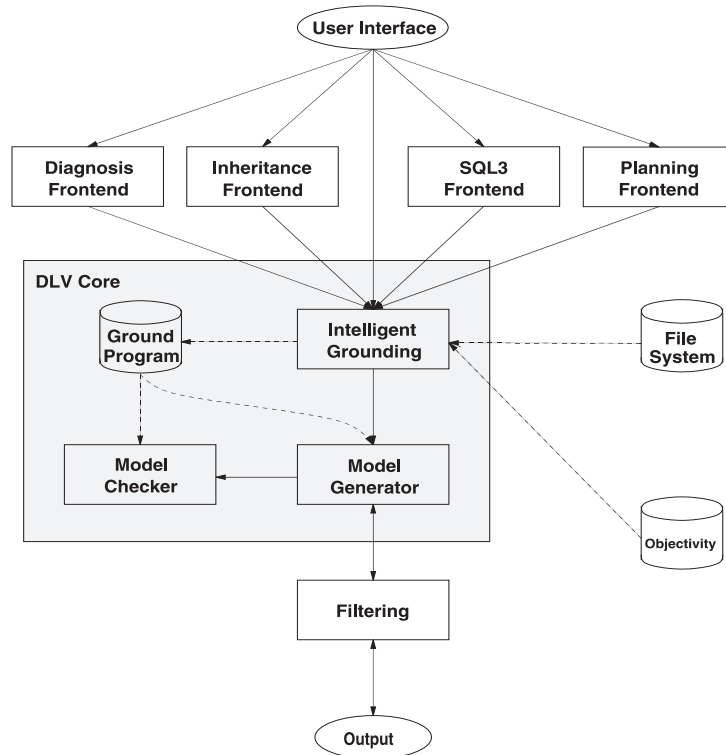 User Interface
Diagnosis
Frontend
Inheritance
Frontend
SQL3
Frontend
Planning
Frontend
DLV Core
Ground
Program
Intelligent
Grounding
File
System
Model
Checker
Model
Generator
Objectivity
Filtering
Output